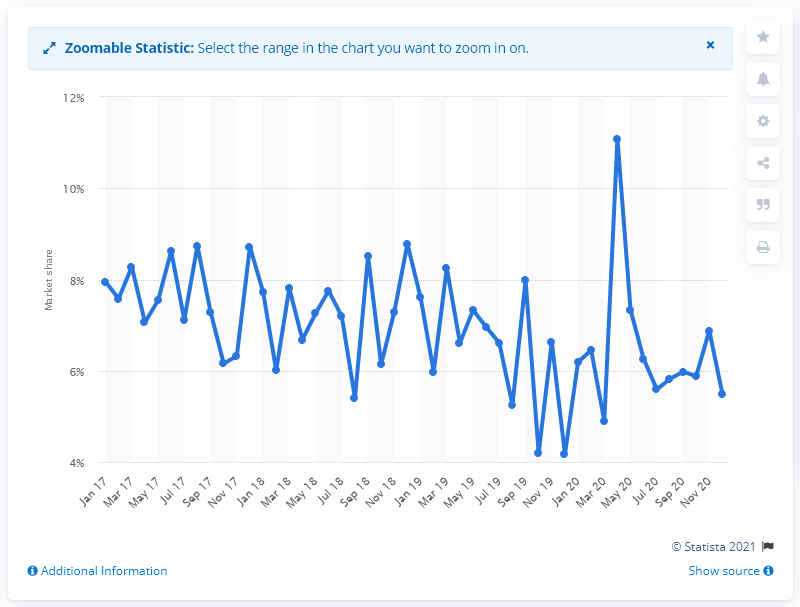 Zoomable Statistic: Select the range in the chart you want to zoom in on.
12%
10%
8%
6%
4%
Market share
Jan 17
Mar 17
May 17
Jul 17
Sep 17
Nov 17
Jan 18
Mar 18
May 18
Jul 18
Sep 18
Nov 18
Jan 19
Mar 19
May 19
Jul 19
Sep 19
Nov 19
Jan 20
Mar 20
May 20
Jul 20
Sep 20
Nov 20
© Statista 2021
Additional Information
Show source